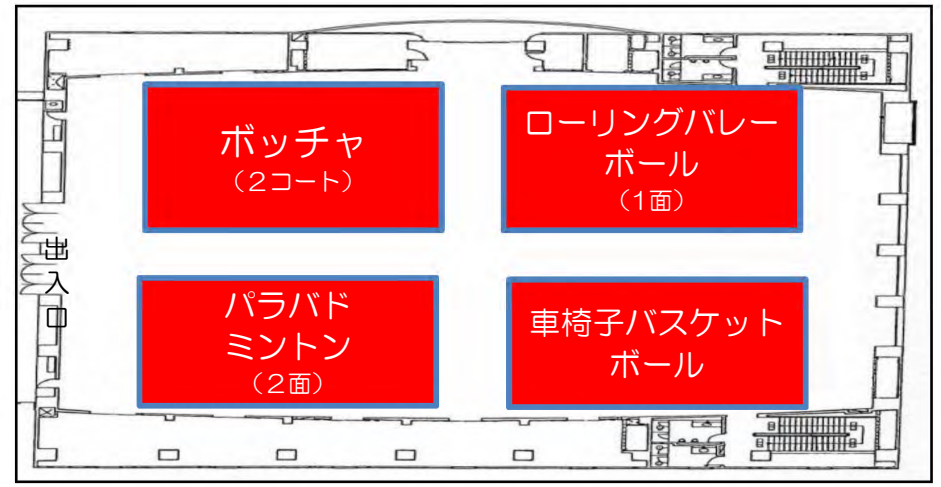 ボッチャ
（２コート）
ローリングバレー
ボール
（1面）
出
入
口
パラバド
ミントン
（２面）
車椅子バスケット
ボール